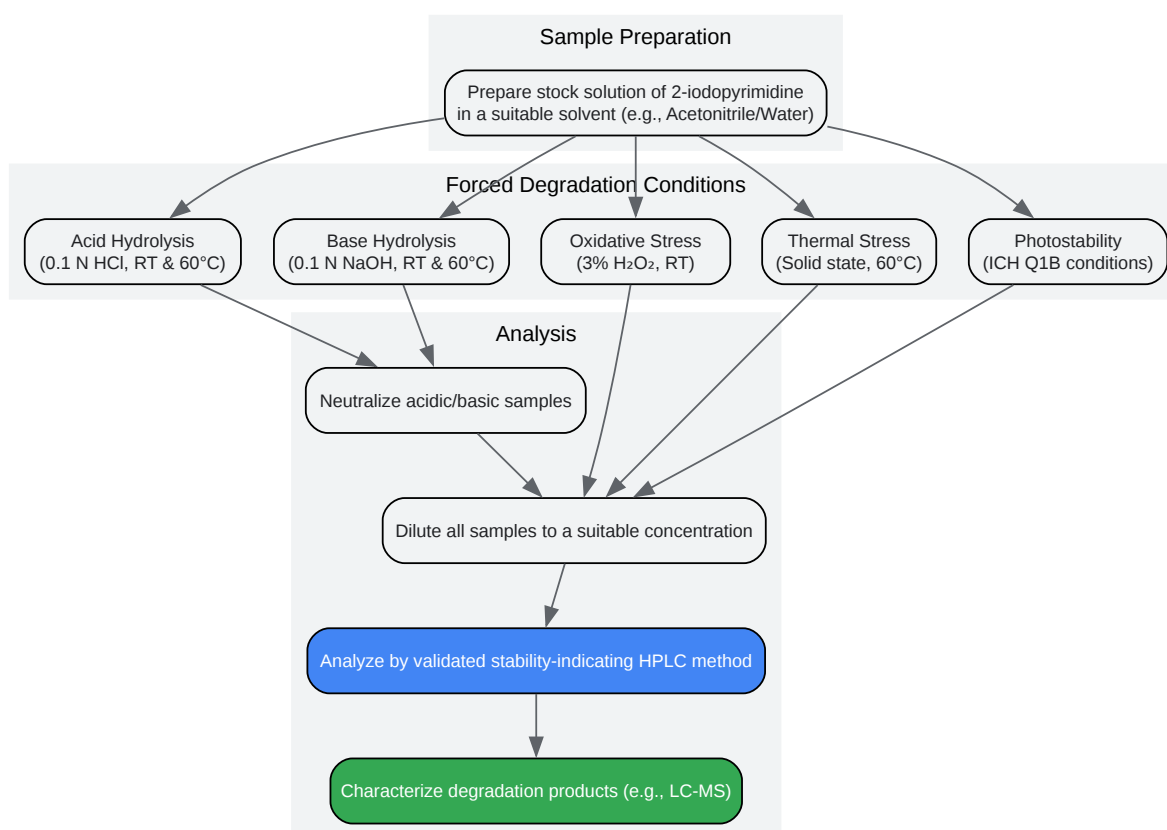 Sample Preparation
Prepare stock solution of 2-iodopyrimidine
in a suitable solvent (e.g., Acetonitrile/Water)
Forced Degradation Conditions
Acid Hydrolysis
(0.1 N HCl, RT & 60°C)
Base Hydrolysis
(0.1 N NaOH, RT & 60°C)
Oxidative Stress
(3% H₂O₂, RT)
Thermal Stress
(Solid state, 60°C)
Photostability
(ICH Q1B conditions)
Analysis
Neutralize acidic/basic samples
Dilute all samples to a suitable concentration
Analyze by validated stability-indicating HPLC method
Characterize degradation products (e.g., LC-MS)